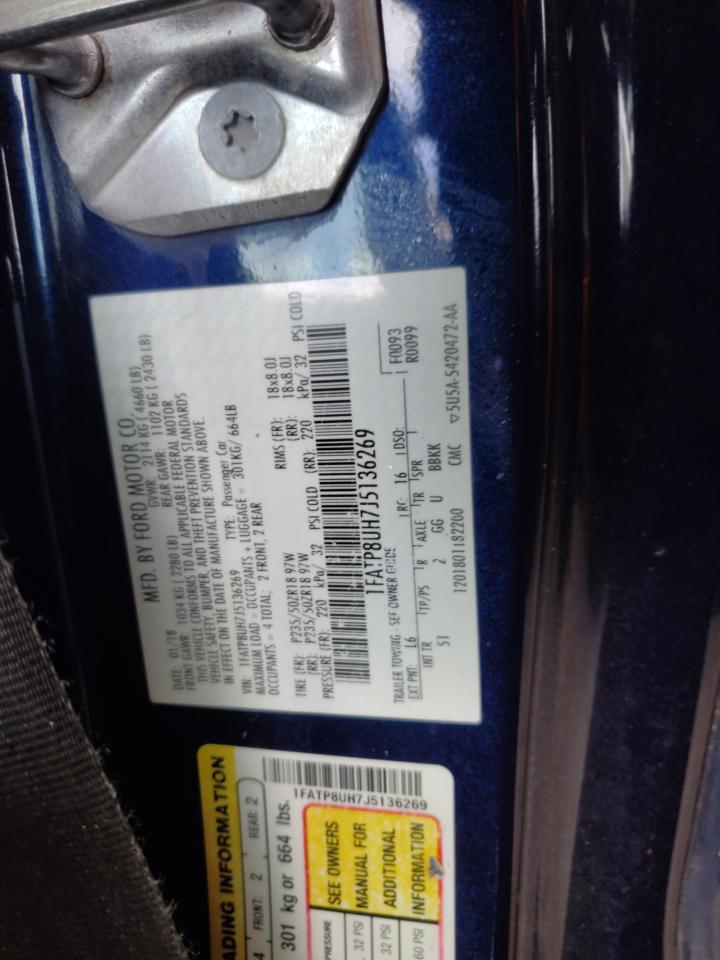 MFD. BY FORD MOTOR CO.
DATE: 01/18 GVWR: 2114 KG ( 4660 LB)
FRONT GAWR: 1034 KG ( 2280 LB) REAR GAWR: 1102 KG ( 2430 LB)
THIS VEHICLE CONFORMS TO ALL APPLICABLE FEDERAL MOTOR
VEHICLE SAFETY, BUMPER, AND THEFT PREVENTION STANDARDS
IN EFFECT ON THE DATE OF MANUFACTURE SHOWN ABOVE.
VIN: 1FATP8UH7J5136269 TYPE: Passenger Car
MAXIMUM LOAD = OCCUPANTS + LUGGAGE = 301KG/ 664LB
OCCUPANTS = 4 TOTAL; 2 FRONT, 2 REAR
TIRE (FR): P235/50ZR18 97W RIMS (FR): 18x8.0J
(RR): P235/50ZR18 97W (RR): 18x8.0J
PRESSURE (FR): 220 kPa/ 32 PSI COLD (RR): 220 kPa/ 32 PSI COLD
1FATP8UH7J5136269
TRAILER TOWING - SEE OWNER GUIDE
F0093
R0099
EXT PNT: L6 RC: 16 DSO:
INT TR TP/PS R AXLE TR SPR
51 2 GG U BBKK
1201801182200 CMC ▽5U5A-5420472-AA
ADING INFORMATION
4 FRONT: 2 REAR: 2
301 kg or 664 lbs.
1FATP8UH7J5136269
PRESSURE
32 PSI
32 PSI
60 PSI
SEE OWNERS
MANUAL FOR
ADDITIONAL
INFORMATION